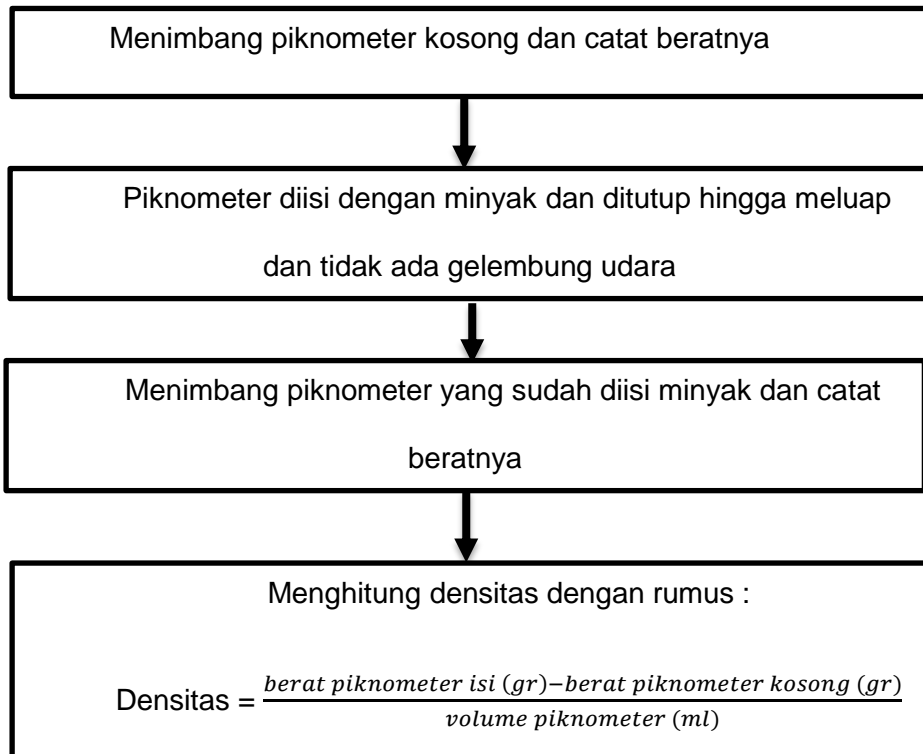 Menimbang piknometer kosong dan catat beratnya
Piknometer diisi dengan minyak dan ditutup hingga meluap
dan tidak ada gelembung udara
Menimbang piknometer yang sudah diisi minyak dan catat
beratnya
Menghitung densitas dengan rumus :
Densitas = berat piknometer isi (gr)−berat piknometer kosong (gr)
volume piknometer (ml)